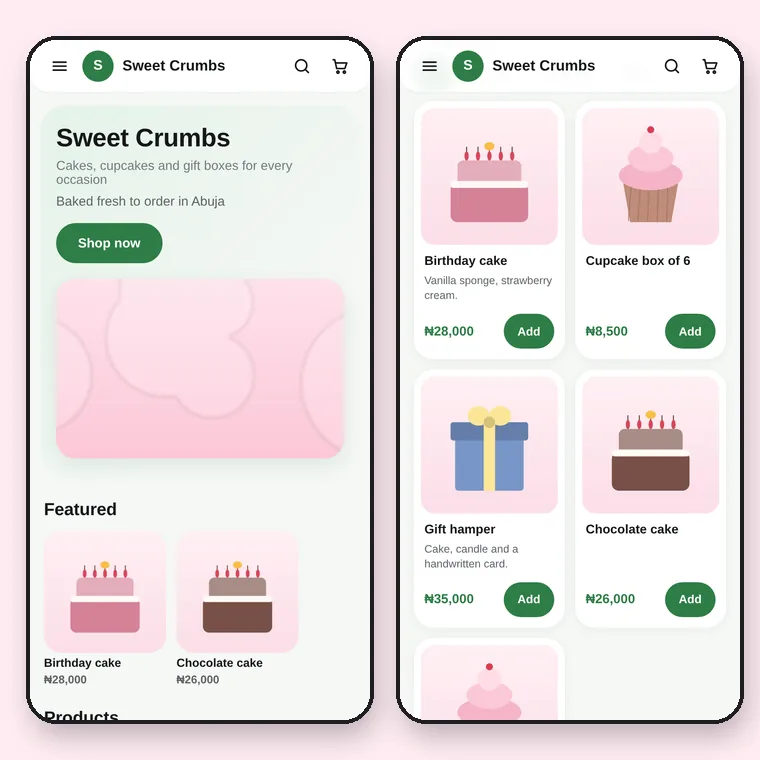 S
Sweet Crumbs
Sweet Crumbs
Cakes, cupcakes and gift boxes for every
occasion
Baked fresh to order in Abuja
Shop now
Featured
Birthday cake
₦28,000
Chocolate cake
₦26,000
Products
S
Sweet Crumbs
Birthday cake
Vanilla sponge, strawberry
cream.
₦28,000
Add
Cupcake box of 6
₦8,500
Add
Gift hamper
Cake, candle and a
handwritten card.
₦35,000
Add
Chocolate cake
₦26,000
Add